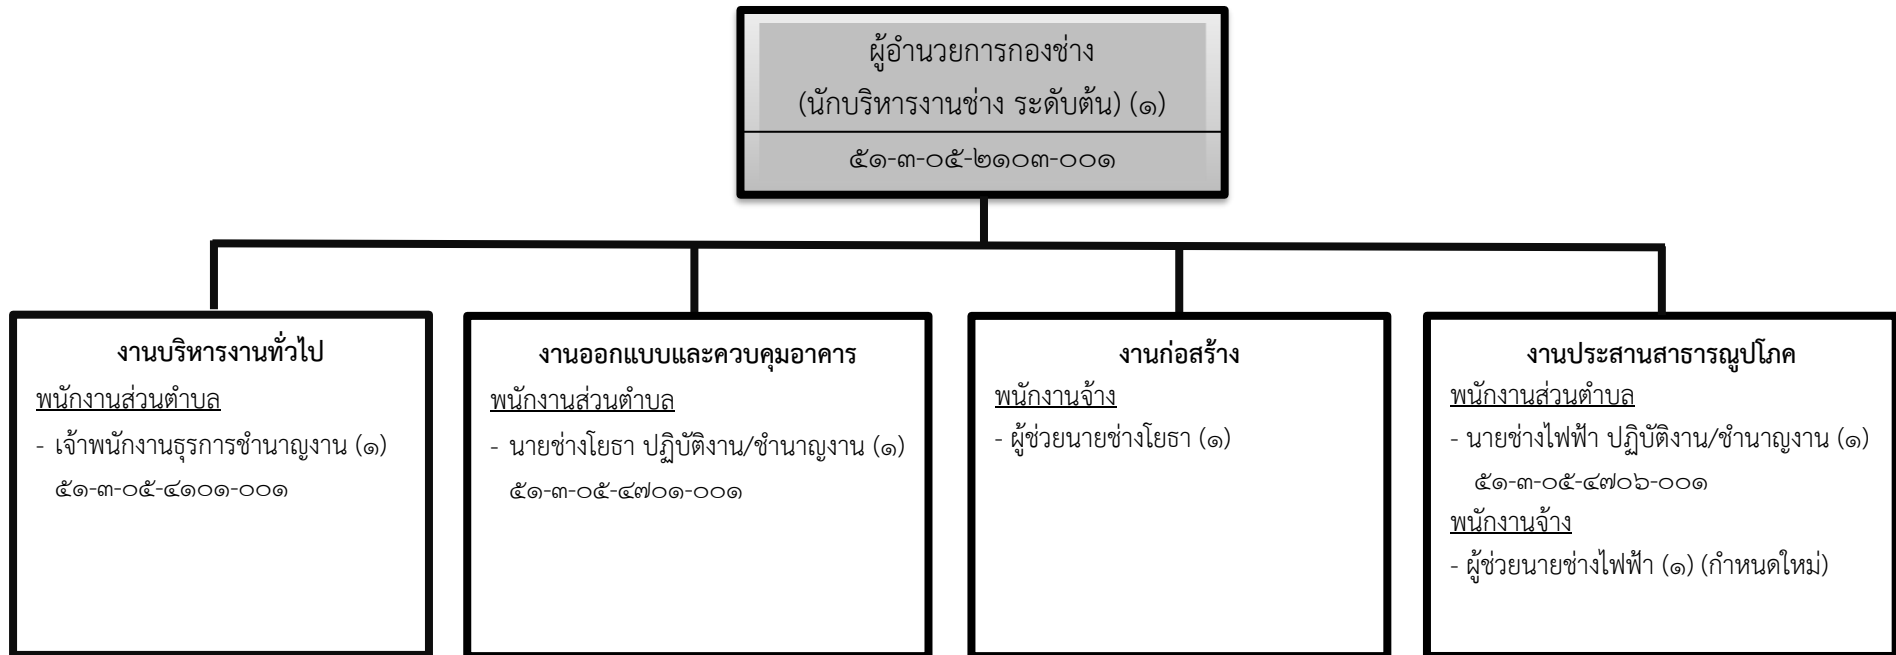 ผู้อำนวยการกองช่าง
(นักบริหารงานช่าง ระดับต้น) (๑)
๕๑-๓-๐๕-๒๑๐๓-๐๐๑
งานบริหารงานทั่วไป
พนักงานส่วนตำบล
- เจ้าพนักงานธุรการชำนาญงาน (๑)
๕๑-๓-๐๕-๔๑๐๑-๐๐๑
งานออกแบบและควบคุมอาคาร
พนักงานส่วนตำบล
- นายช่างโยธา ปฏิบัติงาน/ชำนาญงาน (๑)
๕๑-๓-๐๕-๔๗๐๑-๐๐๑
งานก่อสร้าง
พนักงานจ้าง
- ผู้ช่วยนายช่างโยธา (๑)
งานประสานสาธารณูปโภค
พนักงานส่วนตำบล
- นายช่างไฟฟ้า ปฏิบัติงาน/ชำนาญงาน (๑)
๕๑-๓-๐๕-๔๗๐๖-๐๐๑
พนักงานจ้าง
- ผู้ช่วยนายช่างไฟฟ้า (๑) (กำหนดใหม่)